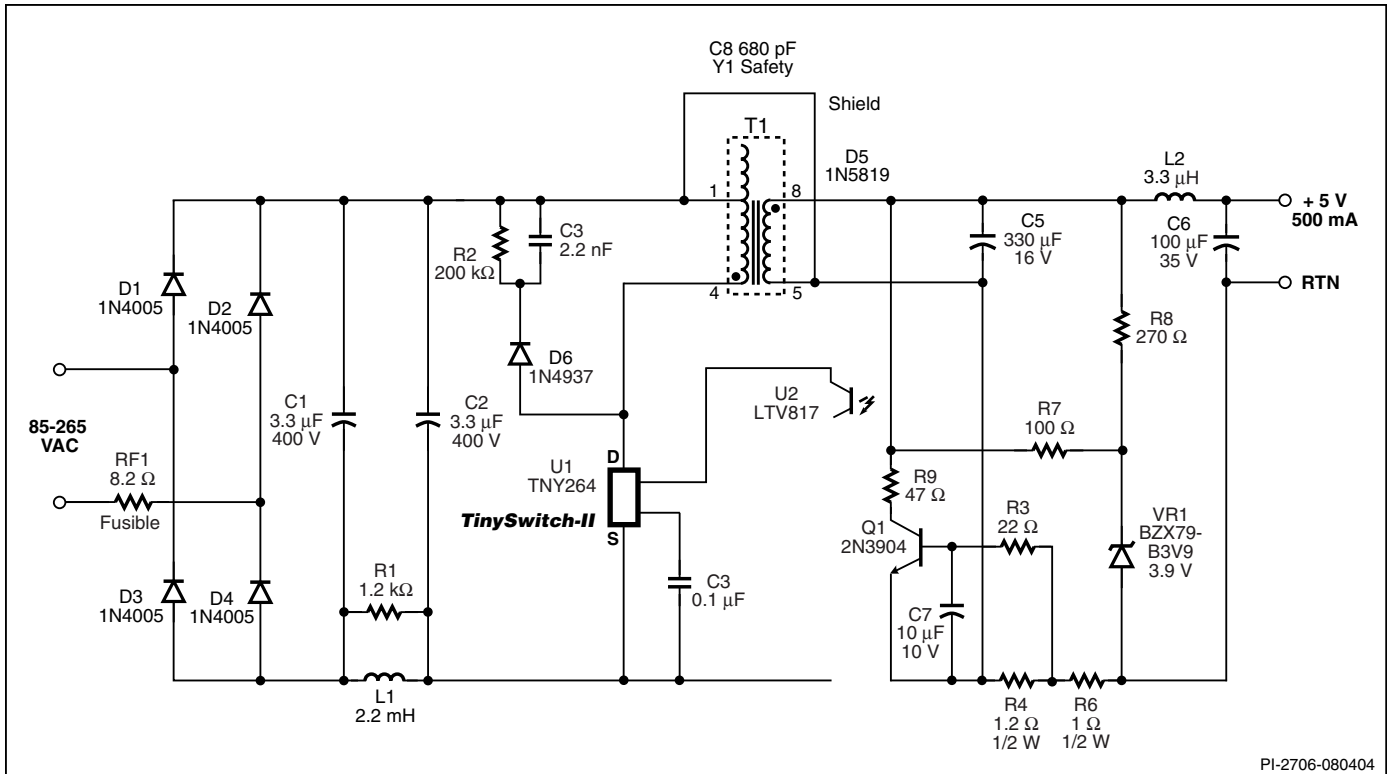 C8 680 pF
Y1 Safety
Shield
T1
D5
1N5819
L2
3.3 µH
1
8
+ 5 V
500 mA
C3
2.2 nF
R2
200 kΩ
C5
330 µF
16 V
C6
100 µF
35 V
4
5
RTN
D1
1N4005
D2
1N4005
R8
270 Ω
D6
1N4937
U2
LTV817
C1
3.3 µF
400 V
C2
3.3 µF
400 V
R7
100 Ω
85-265
VAC
RF1
8.2 Ω
Fusible
D
U1
TNY264
TinySwitch-II
S
R9
47 Ω
Q1
2N3904
R3
22 Ω
VR1
BZX79-
B3V9
3.9 V
D3
1N4005
D4
1N4005
R1
1.2 kΩ
C3
0.1 µF
C7
10 µF
10 V
L1
2.2 mH
R4
1.2 Ω
1/2 W
R6
1 Ω
1/2 W
PI-2706-080404